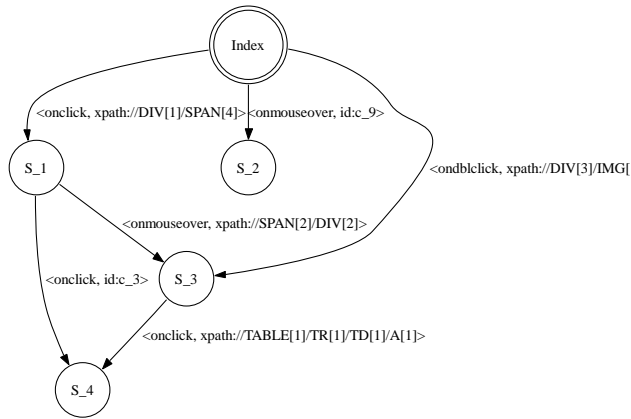 Index
<onclick, xpath://DIV[1]/SPAN[4]>
<onmouseover, id:c_9>
S_1
S_2
<ondblclick, xpath://DIV[3]/IMG[
<onmouseover, xpath://SPAN[2]/DIV[2]>
<onclick, id:c_3>
S_3
<onclick, xpath://TABLE[1]/TR[1]/TD[1]/A[1]>
S_4